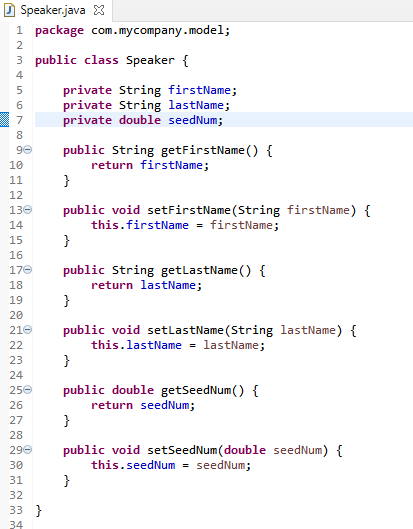 Speaker.java
1 package com.mycompany.model;
2
3 public class Speaker {
4
5     private String firstName;
6     private String lastName;
7     private double seedNum;
8
9     public String getFirstName() {
10         return firstName;
11     }
12
13     public void setFirstName(String firstName) {
14         this.firstName = firstName;
15     }
16
17     public String getLastName() {
18         return lastName;
19     }
20
21     public void setLastName(String lastName) {
22         this.lastName = lastName;
23     }
24
25     public double getSeedNum() {
26         return seedNum;
27     }
28
29     public void setSeedNum(double seedNum) {
30         this.seedNum = seedNum;
31     }
32
33 }
34